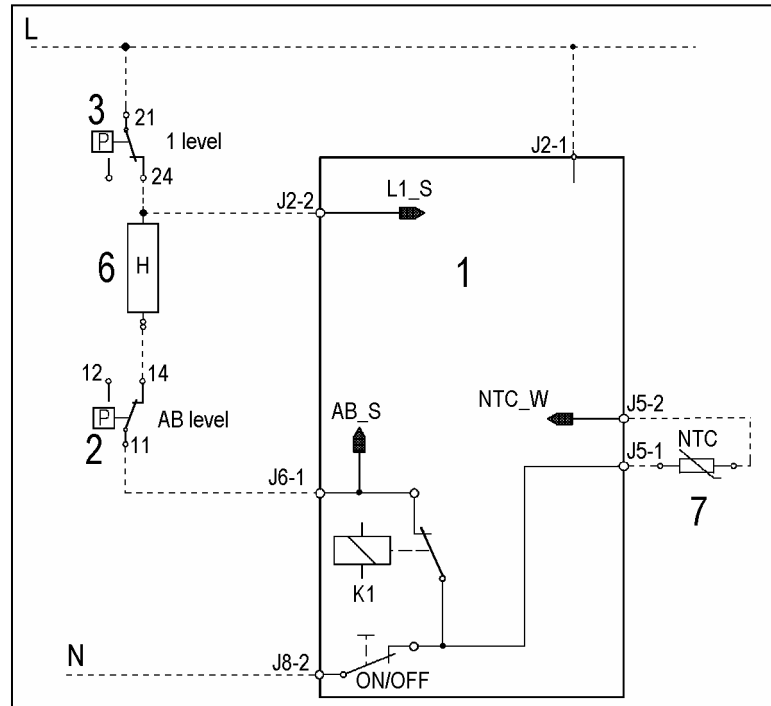 L
3
21
P
1 level
24
J2-1
J2-2
L1_S
6
H
1
12
14
P
AB level
2
11
AB_S
NTC_W
J5-2
J5-1
NTC
7
J6-1
K1
N
J8-2
ON/OFF